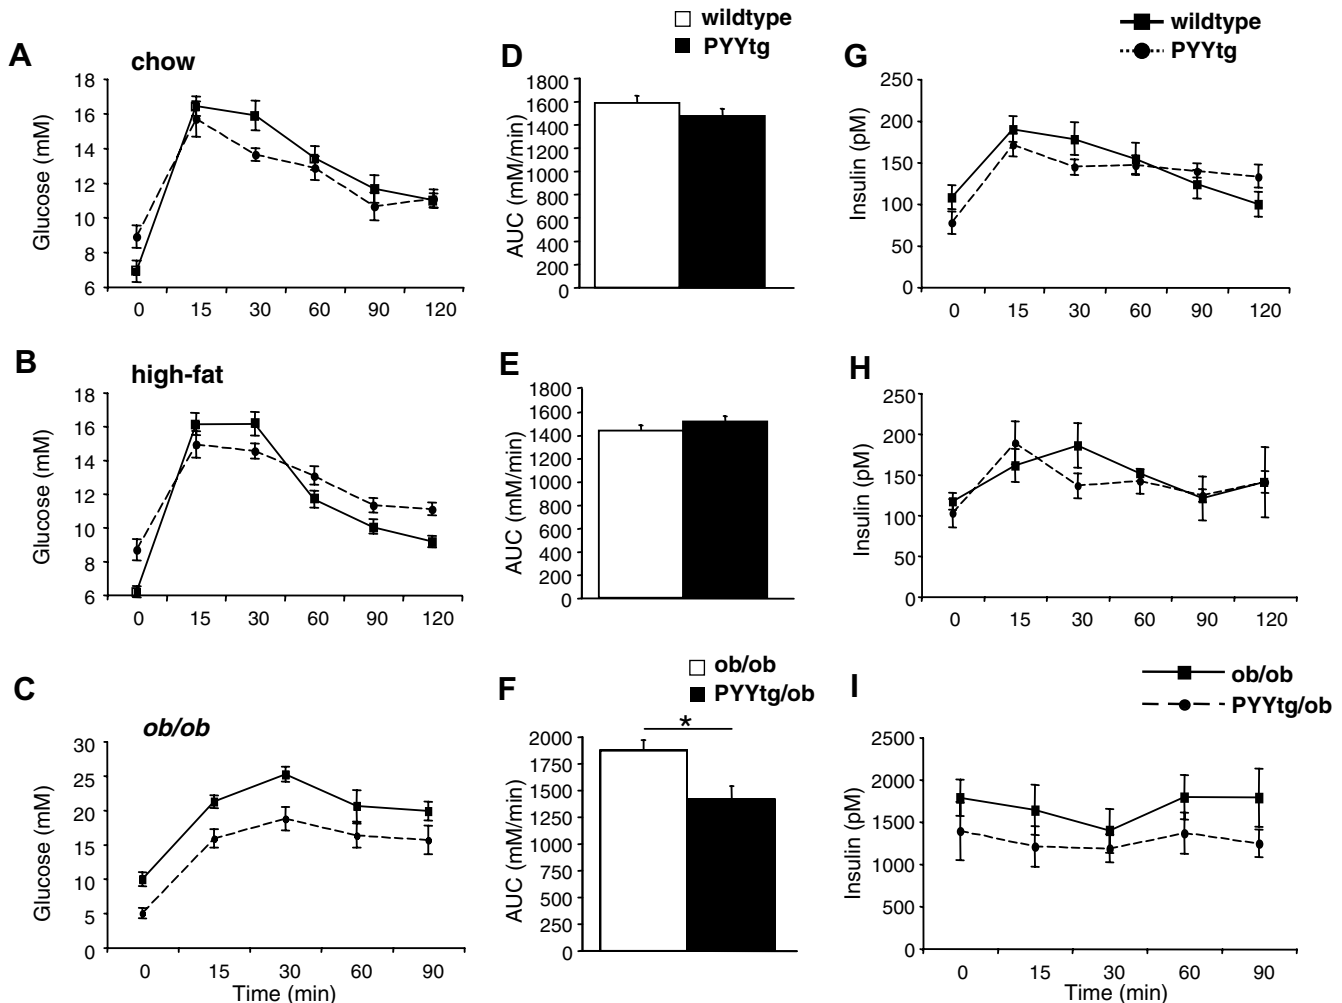 wildtype
PYYtg
wildtype
PYYtg
A
chow
Glucose (mM)
18
16
14
12
10
8
6
0 15 30 60 90 120
D
AUC (mM/min)
1800
1600
1400
1200
1000
800
600
400
200
0
G
Insulin (pM)
250
200
150
100
50
0
0 15 30 60 90 120
B
high-fat
Glucose (mM)
18
16
14
12
10
8
6
0 15 30 60 90 120
E
AUC (mM/min)
1800
1600
1400
1200
1000
800
600
400
200
0
H
Insulin (pM)
250
200
150
100
50
0
0 15 30 60 90 120
C
ob/ob
Glucose (mM)
30
25
20
15
10
5
0
0 15 30 60 90
Time (min)
F
ob/ob
PYYtg/ob
*
AUC (mM/min)
2000
1750
1500
1250
1000
750
500
250
0
I
ob/ob
PYYtg/ob
Insulin (pM)
2500
2000
1500
1000
500
0
0 15 30 60 90
Time (min)